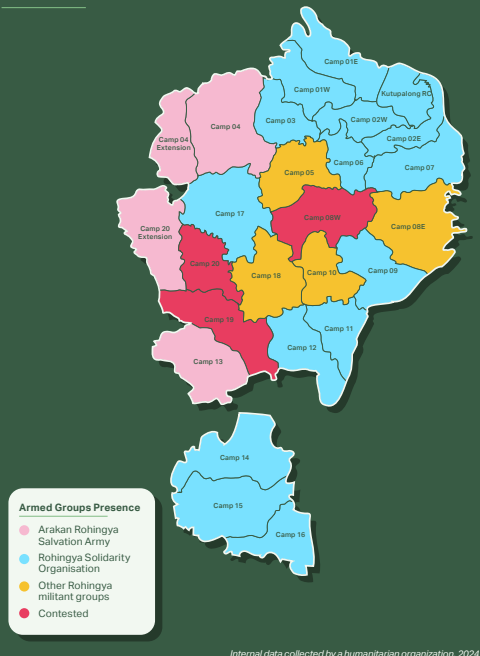 Camp 01E
Camp 01W
Kutupalong RC
Camp 03
Camp 02W
Camp 04
Camp 04
Extension
Camp 02E
Camp 06
Camp 07
Camp 05
Camp 17
Camp 08W
Camp 08E
Camp 20
Extension
Camp 20
Camp 18
Camp 10
Camp 09
Camp 19
Camp 11
Camp 12
Camp 13
Camp 14
Camp 15
Camp 16
Armed Groups Presence
Arakan Rohingya
Salvation Army
Rohingya Solidarity
Organisation
Other Rohingya
militant groups
Contested
Internal data collected by a humanitarian organization, 2024